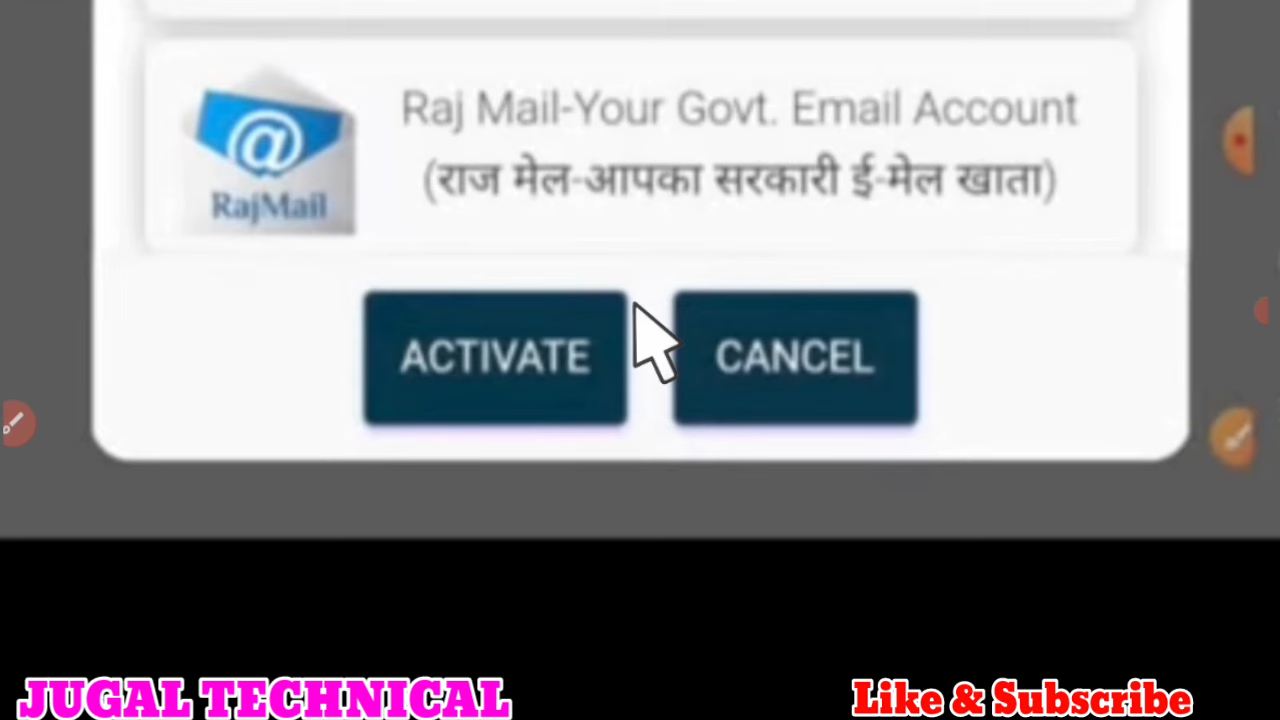 Raj Mail-Your Govt. Email Account
(राज मेल-आपका सरकारी ई-मेल खाता)
RajMail
ACTIVATE
CANCEL
JUGAL TECHNICAL
Like & Subscribe